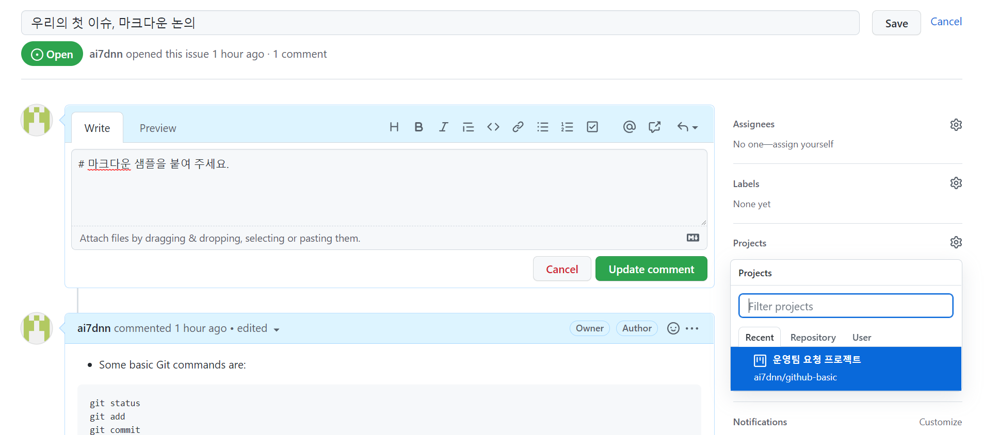 우리의 첫 이슈, 마크다운 논의
Save
Cancel
Open
ai7dnn opened this issue 1 hour ago · 1 comment
Write
Preview
# 마크다운 샘플을 붙여 주세요.
Attach files by dragging & dropping, selecting or pasting them.
Cancel
Update comment
ai7dnn commented 1 hour ago • edited
Owner
Author
• Some basic Git commands are:
git status
git add
git commit
Assignees
No one—assign yourself
Labels
None yet
Projects
Projects
Filter projects
Recent
Repository
User
운영팀 요청 프로젝트
ai7dnn/github-basic
Notifications
Customize